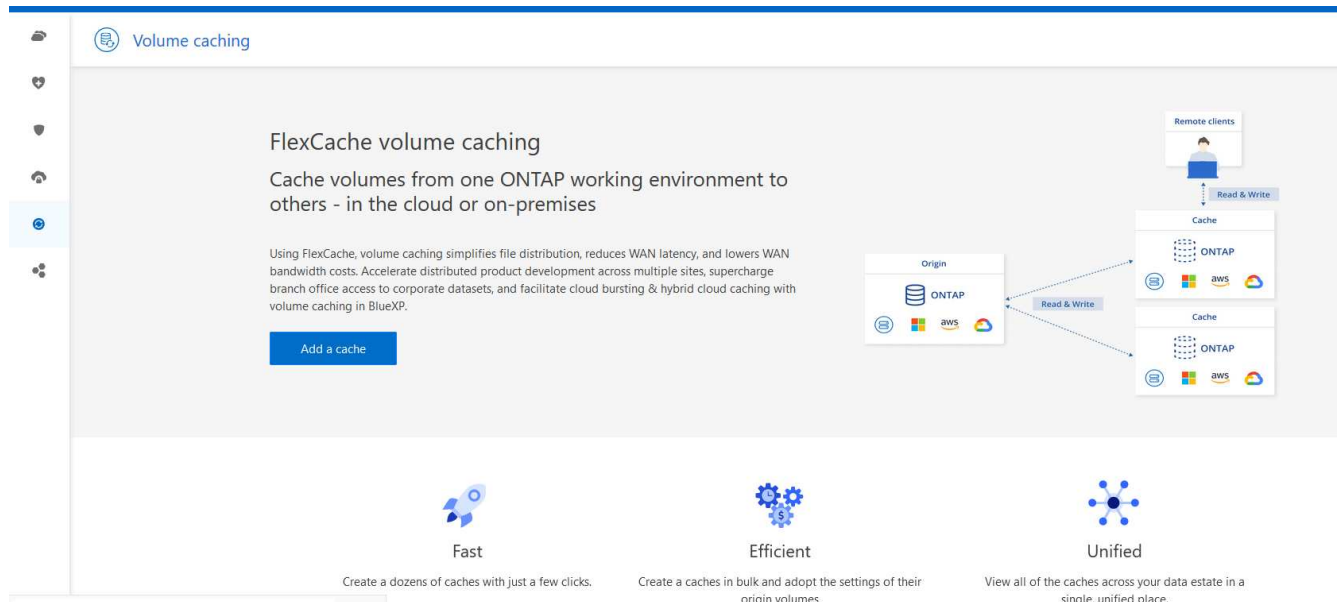 Volume caching
FlexCache volume caching
Cache volumes from one ONTAP working environment to
others - in the cloud or on-premises
Using FlexCache, volume caching simplifies file distribution, reduces WAN latency, and lowers WAN
bandwidth costs. Accelerate distributed product development across multiple sites, supercharge
branch office access to corporate datasets, and facilitate cloud bursting & hybrid cloud caching with
volume caching in BlueXP.
Add a cache
Remote clients
Read & Write
Cache
ONTAP
aws
Origin
ONTAP
aws
Read & Write
Cache
ONTAP
aws
Fast
Create a dozens of caches with just a few clicks.
Efficient
Create a caches in bulk and adopt the settings of their
origin volumes
Unified
View all of the caches across your data estate in a
single, unified place.